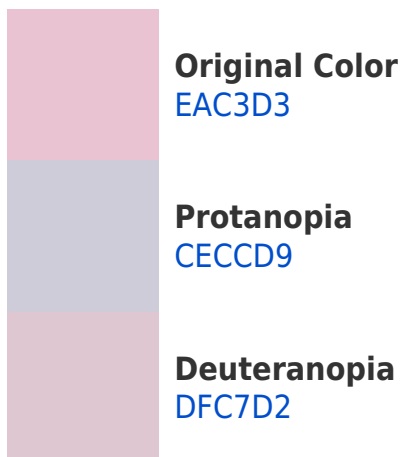 Original Color
EAC3D3
Protanopia
CECCD9
Deuteranopia
DFC7D2